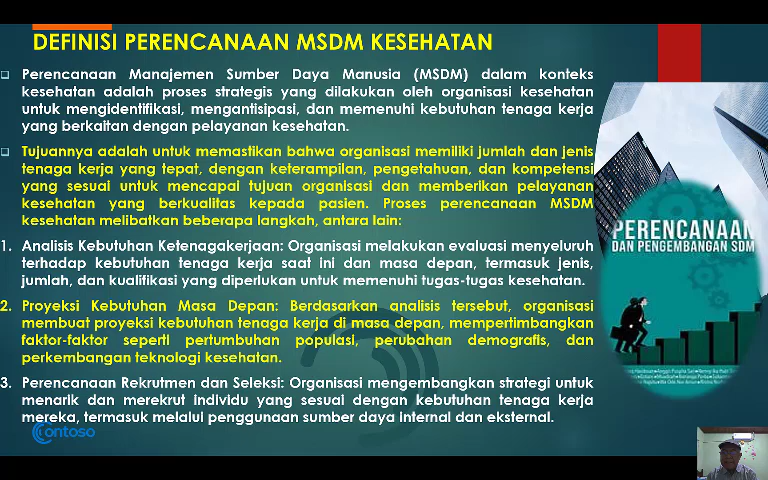 DEFINISI PERENCANAAN MSDM KESEHATAN
Perencanaan Manajemen Sumber Daya Manusia (MSDM) dalam konteks
kesehatan adalah proses strategis yang dilakukan oleh organisasi kesehatan
untuk mengidentifikasi, mengantisipasi, dan memenuhi kebutuhan tenaga kerja
yang berkaitan dengan pelayanan kesehatan.
Tujuannya adalah untuk memastikan bahwa organisasi memiliki jumlah dan jenis
tenaga kerja yang tepat, dengan keterampilan, pengetahuan, dan kompetensi
yang sesuai untuk mencapai tujuan organisasi dan memberikan pelayanan
kesehatan yang berkualitas kepada pasien. Proses perencanaan MSDM
kesehatan melibatkan beberapa langkah, antara lain:
1. Analisis Kebutuhan Ketenagakerjaan: Organisasi melakukan evaluasi menyeluruh
terhadap kebutuhan tenaga kerja saat ini dan masa depan, termasuk jenis,
jumlah, dan kualifikasi yang diperlukan untuk memenuhi tugas-tugas kesehatan.
2. Proyeksi Kebutuhan Masa Depan: Berdasarkan analisis tersebut, organisasi
membuat proyeksi kebutuhan tenaga kerja di masa depan, mempertimbangkan
faktor-faktor seperti pertumbuhan populasi, perubahan demografis, dan
perkembangan teknologi kesehatan.
3. Perencanaan Rekrutmen dan Seleksi: Organisasi mengembangkan strategi untuk
menarik dan merekrut individu yang sesuai dengan kebutuhan tenaga kerja
mereka, termasuk melalui penggunaan sumber daya internal dan eksternal.
Contoso
PERENCANAAN
DAN PENGEMBANGAN SDM